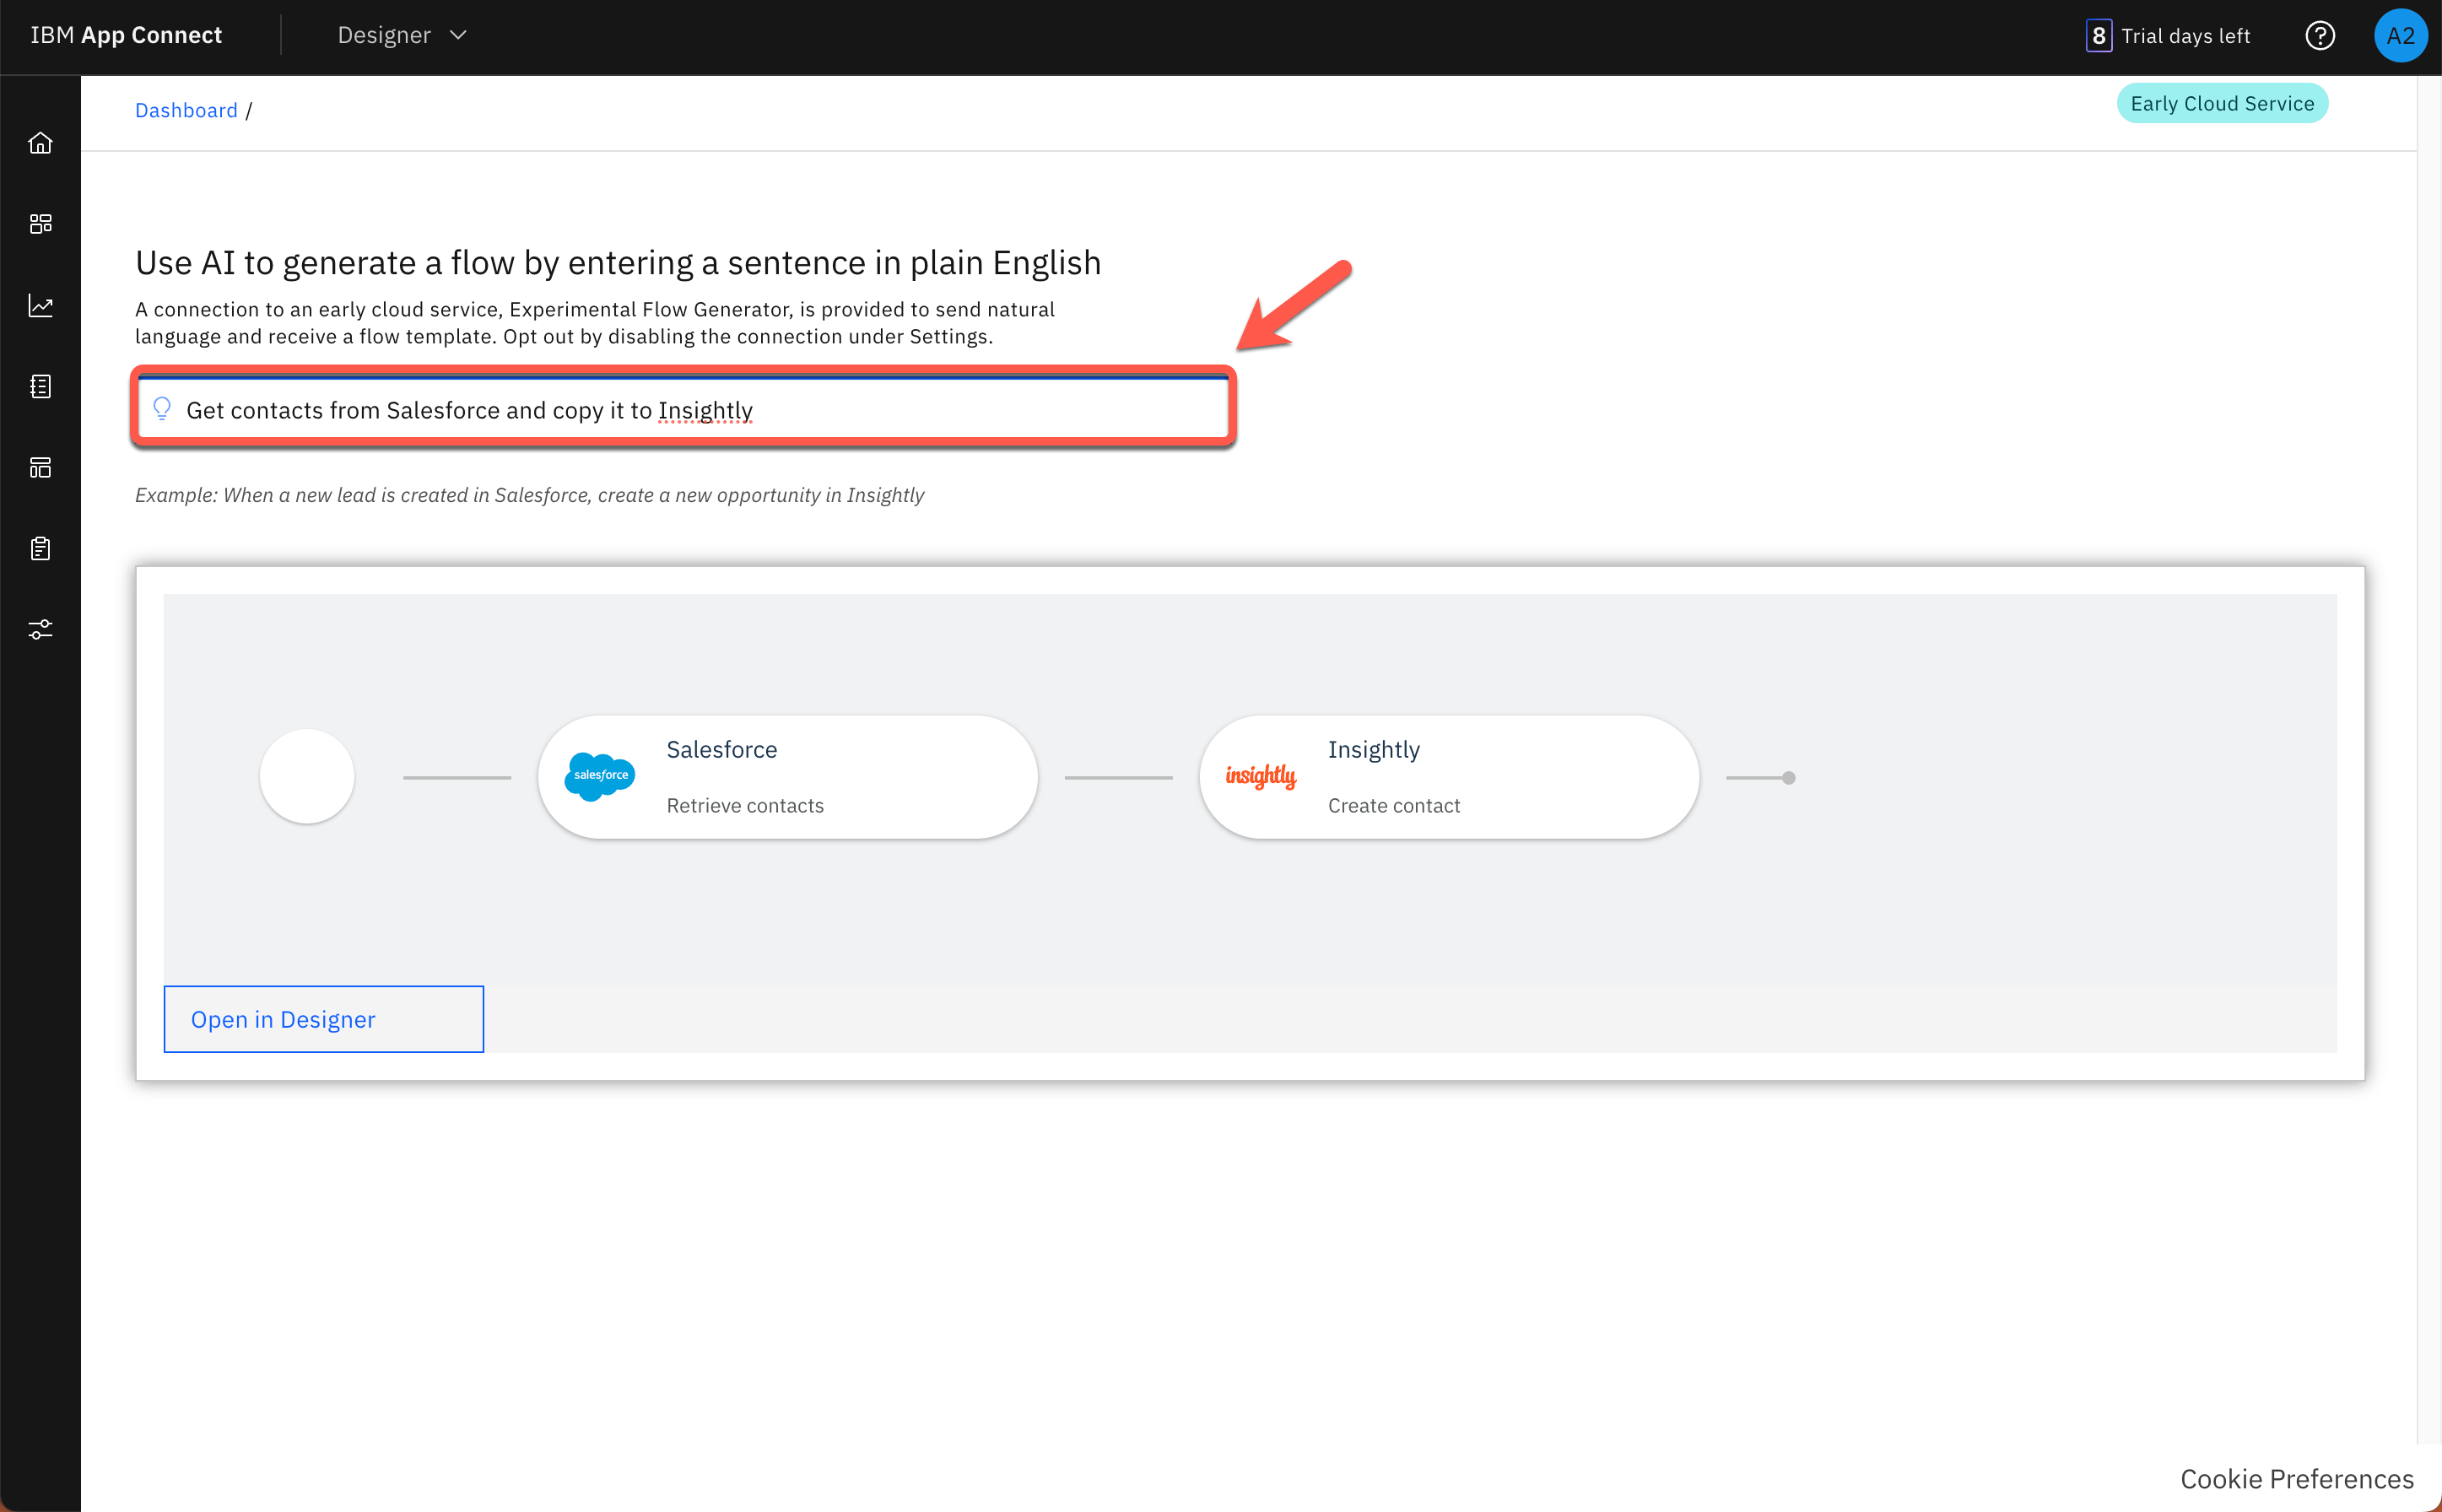 IBM App Connect
Designer
8 Trial days left
A2
Dashboard /
Early Cloud Service
Use AI to generate a flow by entering a sentence in plain English
A connection to an early cloud service, Experimental Flow Generator, is provided to send natural
language and receive a flow template. Opt out by disabling the connection under Settings.
Get contacts from Salesforce and copy it to Insightly
Example: When a new lead is created in Salesforce, create a new opportunity in Insightly
salesforce
Salesforce
Retrieve contacts
insightly
Insightly
Create contact
Open in Designer
Cookie Preferences